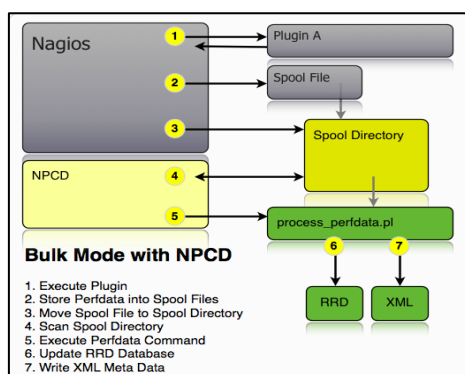 Nagios
1
Plugin A
2
Spool File
3
Spool Directory
NPCD
4
5
process_perfdata.pl
6
7
RRD
XML
Bulk Mode with NPCD
1. Execute Plugin
2. Store Perfdata into Spool Files
3. Move Spool File to Spool Directory
4. Scan Spool Directory
5. Execute Perfdata Command
6. Update RRD Database
7. Write XML Meta Data